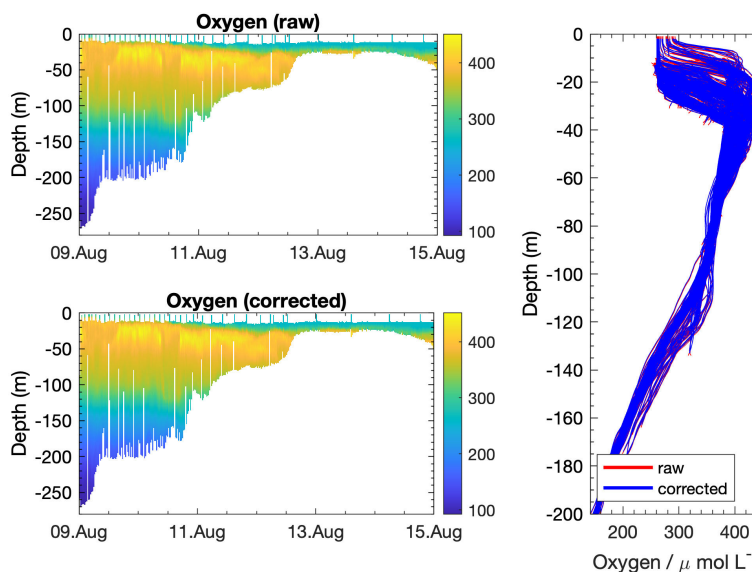 Oxygen (raw)
0
-50
-100
-150
-200
-250
Depth (m)
09.Aug
11.Aug
13.Aug
15.Aug
400
300
200
100
Oxygen (corrected)
0
-50
-100
-150
-200
-250
Depth (m)
09.Aug
11.Aug
13.Aug
15.Aug
400
300
200
100
0
-20
-40
-60
-80
-100
-120
-140
-160
-180
-200
Depth (m)
raw
corrected
200
300
400
Oxygen / μ mol L-